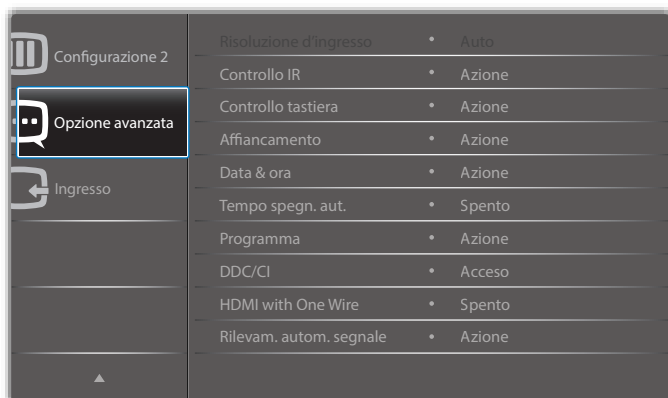 Configurazione 2
Opzione avanzata
Ingresso
Risoluzione d'ingresso • Auto
Controllo IR • Azione
Controllo tastiera • Azione
Affiancamento • Azione
Data & ora • Azione
Tempo spegn. aut. • Spento
Programma • Azione
DDC/CI • Acceso
HDMI with One Wire • Spento
Rilevam. autom. segnale • Azione